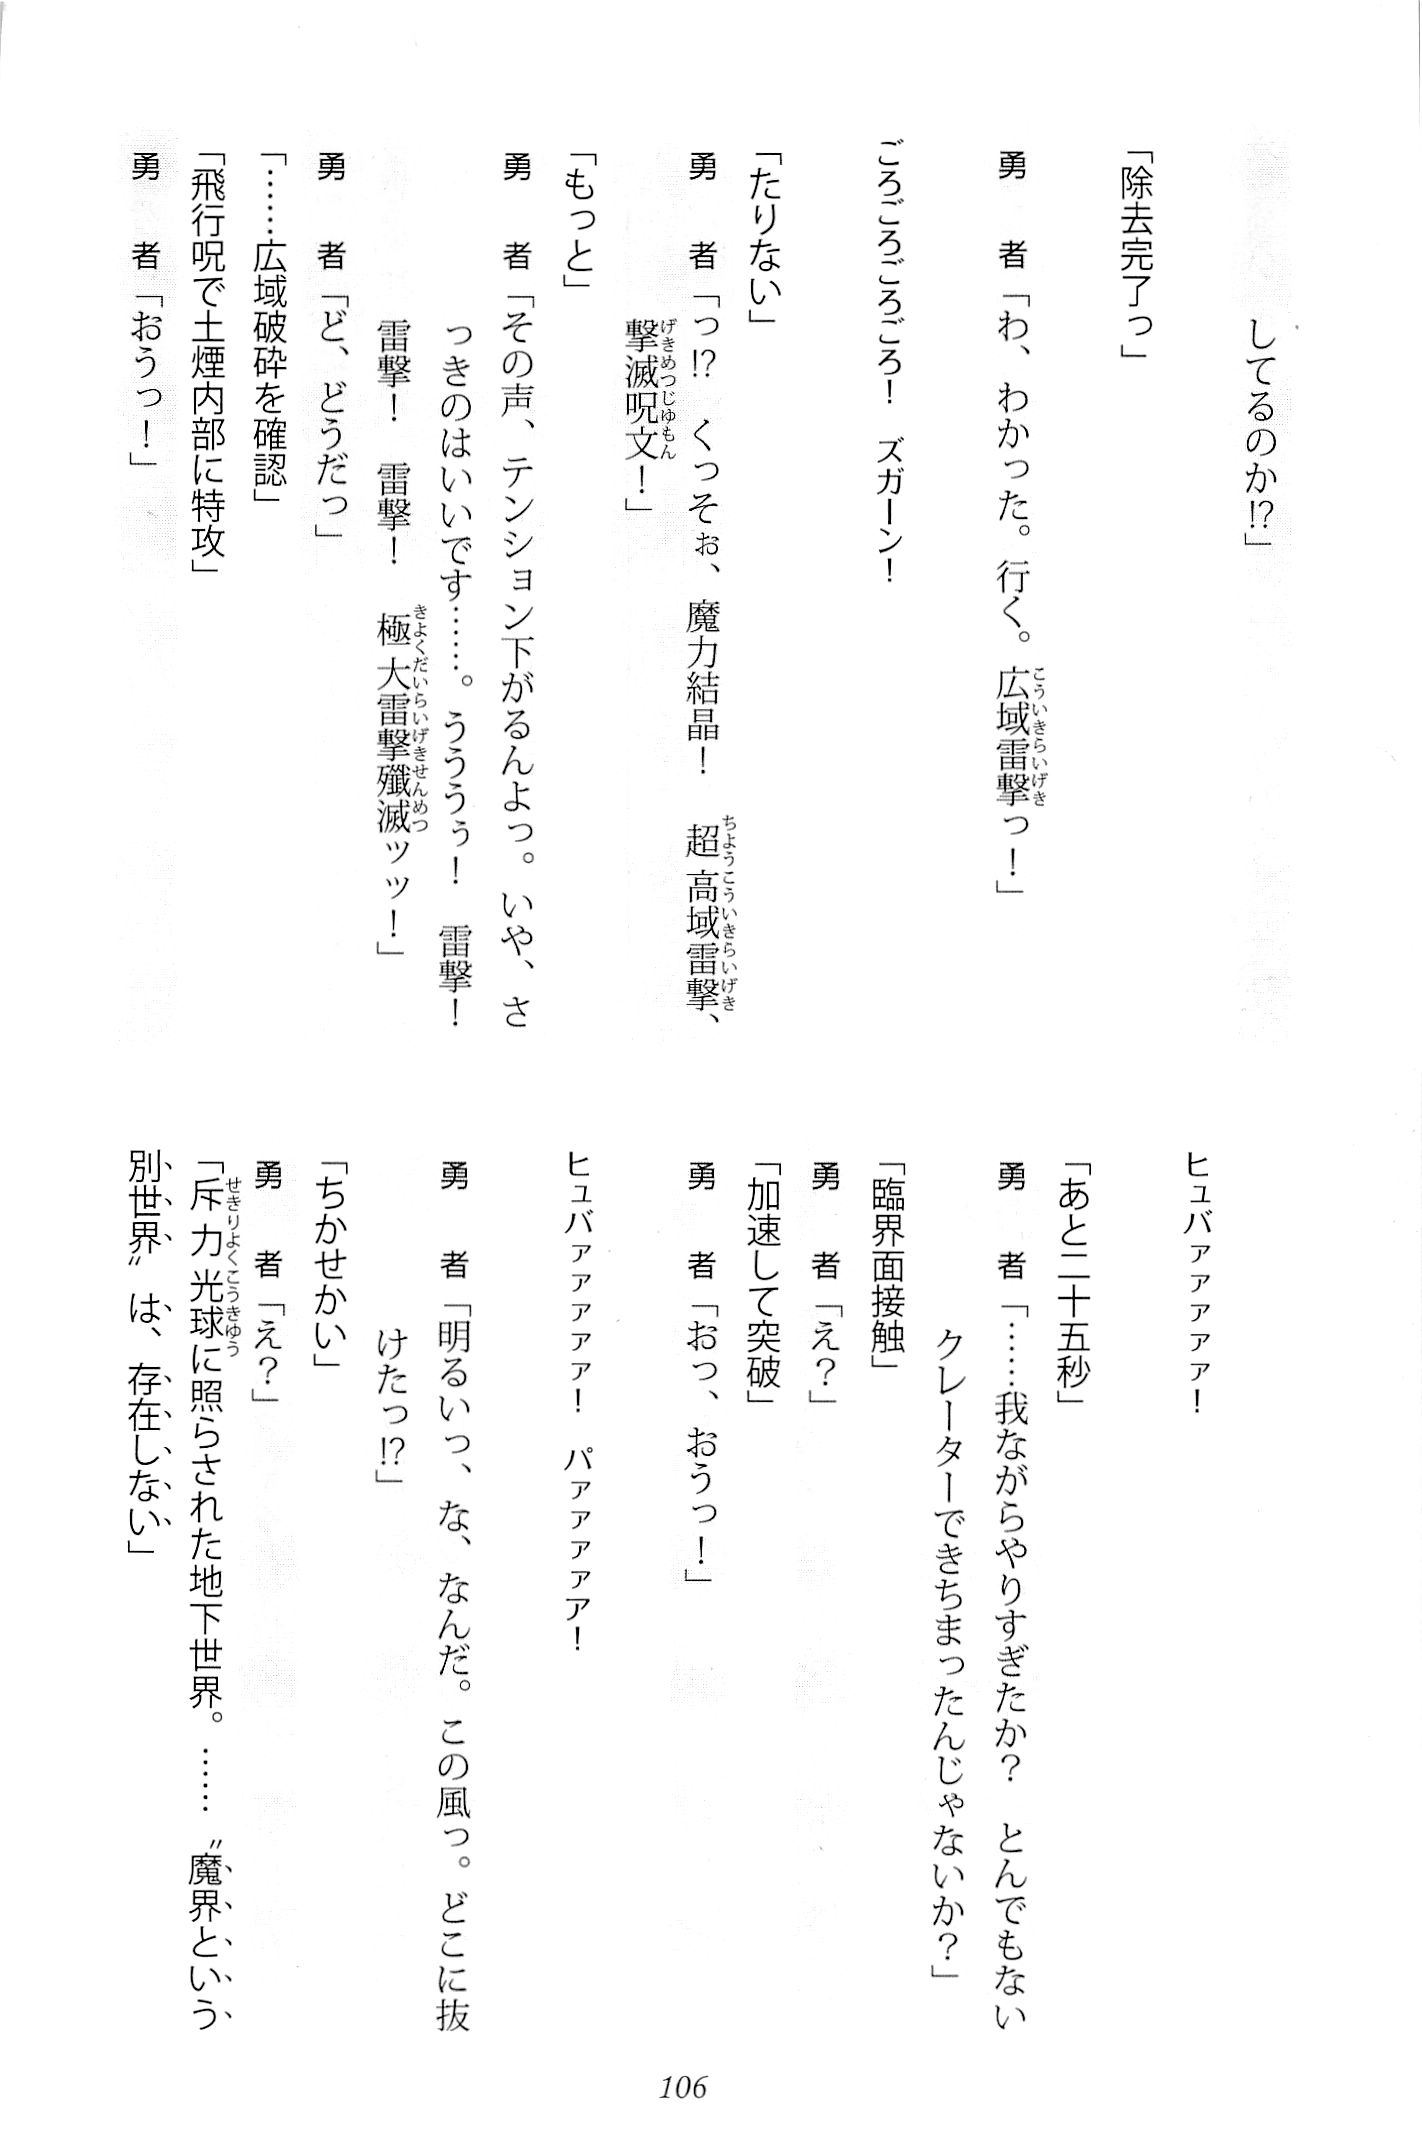 してるのか!?」
「除去完了っ」
勇　者「わ、わかった。行く。広域雷撃っ！」
ごろごろごろごろ！　ズガーン！
「たりない」
勇　者「っ!?　くっそぉ、魔力結晶！　超高域雷撃、
撃滅呪文！」
「もっと」
勇　者「その声、テンション下がるんよっ。いや、さ
っきのはいいです……。うううぅ！　雷撃！
雷撃！　雷撃！　極大雷撃殲滅ッッ！」
勇　者「ど、どうだっ」
「……広域破砕を確認」
「飛行呪で土煙内部に特攻」
勇　者「おうっ！」
ヒュバァァァァァ！
「あと二十五秒」
勇　者「……我ながらやりすぎたか？　とんでもない
クレーターできちまったんじゃないか？」
「臨界面接触」
勇　者「え？」
「加速して突破」
勇　者「おっ、おうっ！」
ヒュバァァァァァ！　パァァァァァア！
勇　者「明るいっ、な、なんだ。この風っ。どこに抜
けたっ!?」
「ちかせかい」
勇　者「え？」
「斥力光球に照らされた地下世界。……〝魔界という
別世界〟は、存在しない」
106